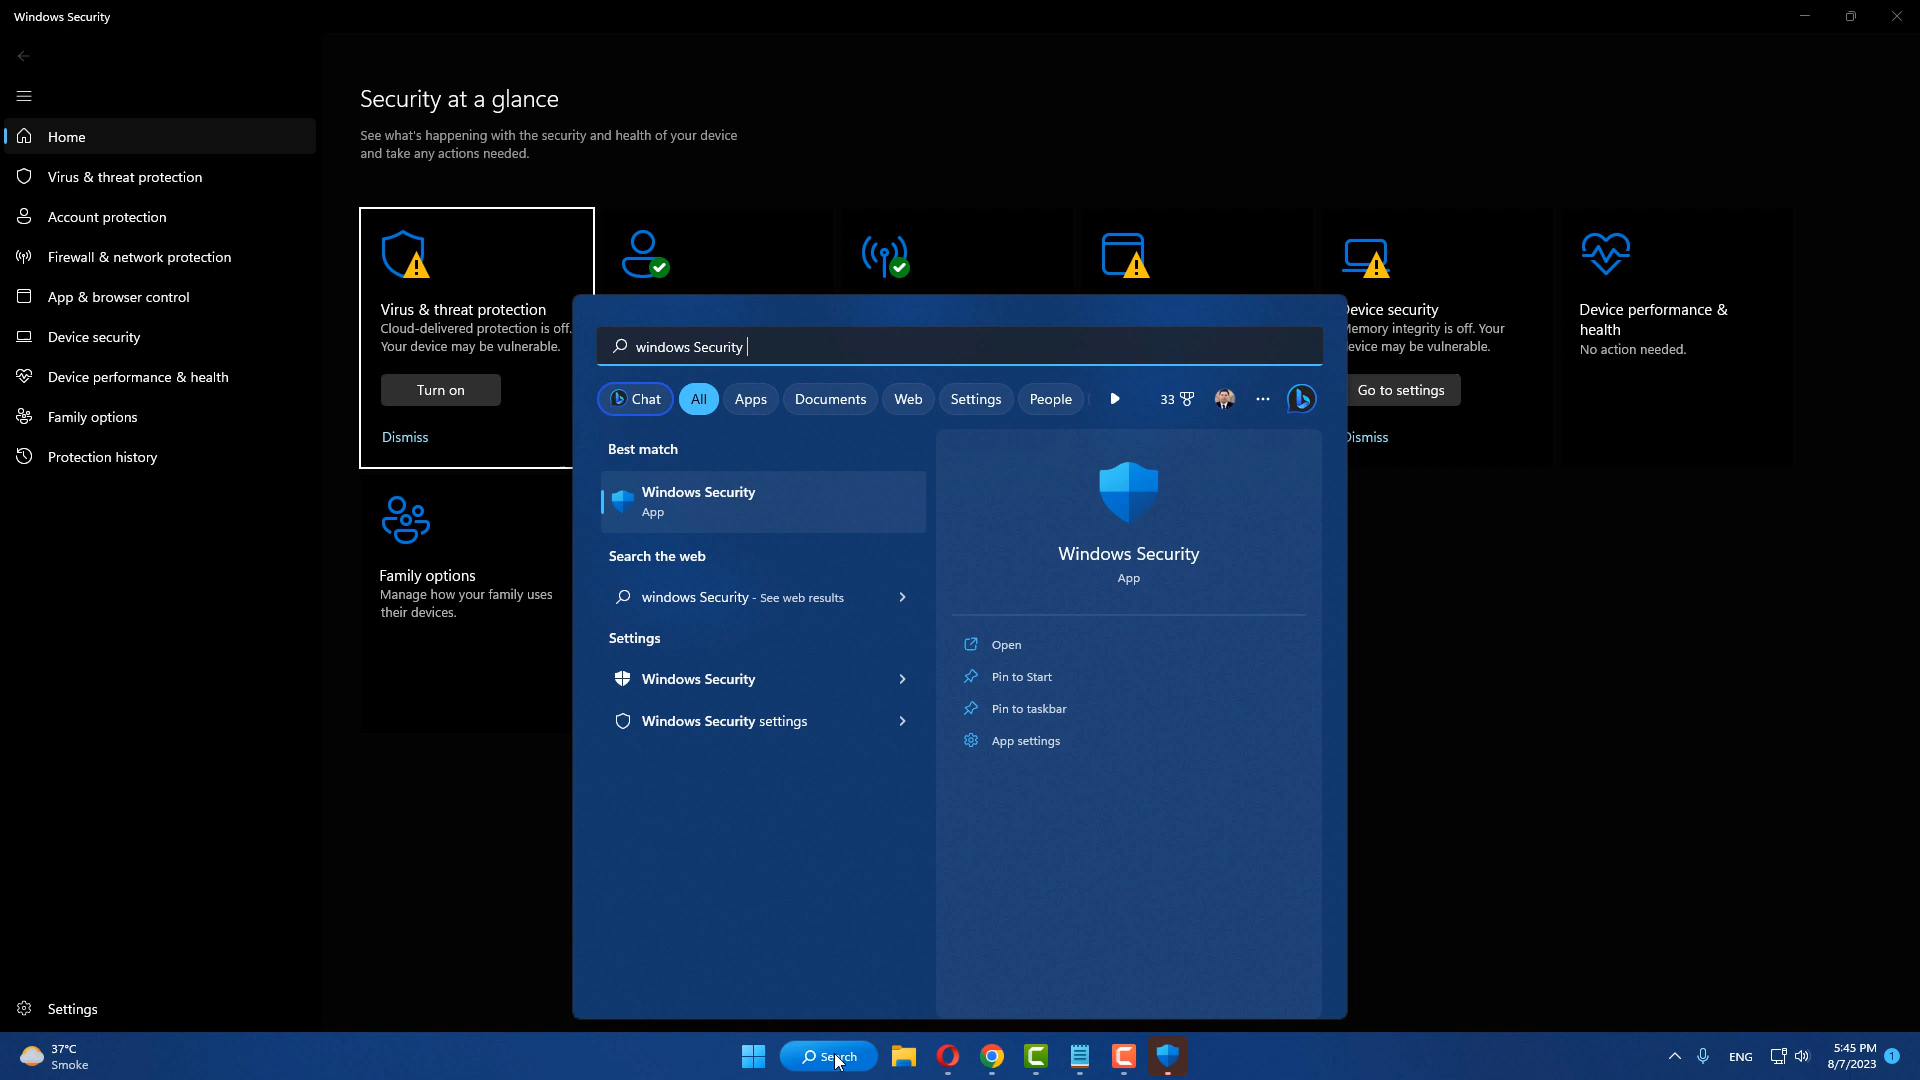 Windows Security
Home
Virus & threat protection
Account protection
Firewall & network protection
App & browser control
Device security
Device performance & health
Family options
Protection history
Settings
Security at a glance
See what's happening with the security and health of your device
and take any actions needed.
Virus & threat protection
Cloud-delivered protection is off.
Your device may be vulnerable.
Turn on
Dismiss
Device security
Memory integrity is off. Your
device may be vulnerable.
Go to settings
Dismiss
Device performance &
health
No action needed.
Family options
Manage how your family uses
their devices.
windows Security
Chat
All
Apps
Documents
Web
Settings
People
33
Best match
Windows Security
App
Search the web
windows Security - See web results
Settings
Windows Security
Windows Security settings
Windows Security
App
Open
Pin to Start
Pin to taskbar
App settings
37°C
Smoke
Search
ENG
5:45 PM
8/7/2023
1